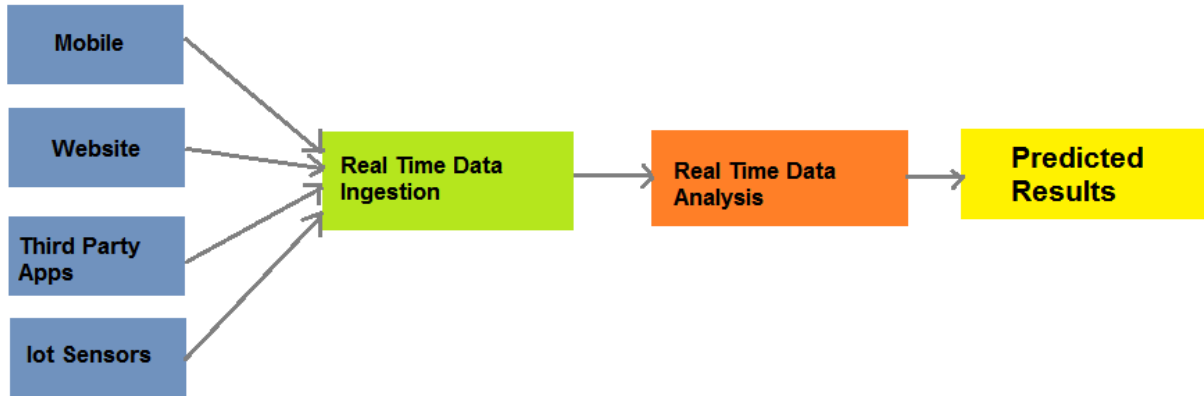 Mobile
Website
Third Party
Apps
Iot Sensors
Real Time Data
Ingestion
Real Time Data
Analysis
Predicted
Results